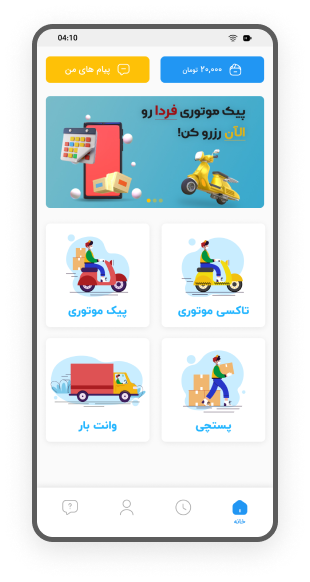 04:10
۲۰,۰۰۰ تومان
پیام های من
پیک موتوری فردا رو
الآن رزرو کن!
تاکسی موتوری
پیک موتوری
پستچی
وانت بار
خانه